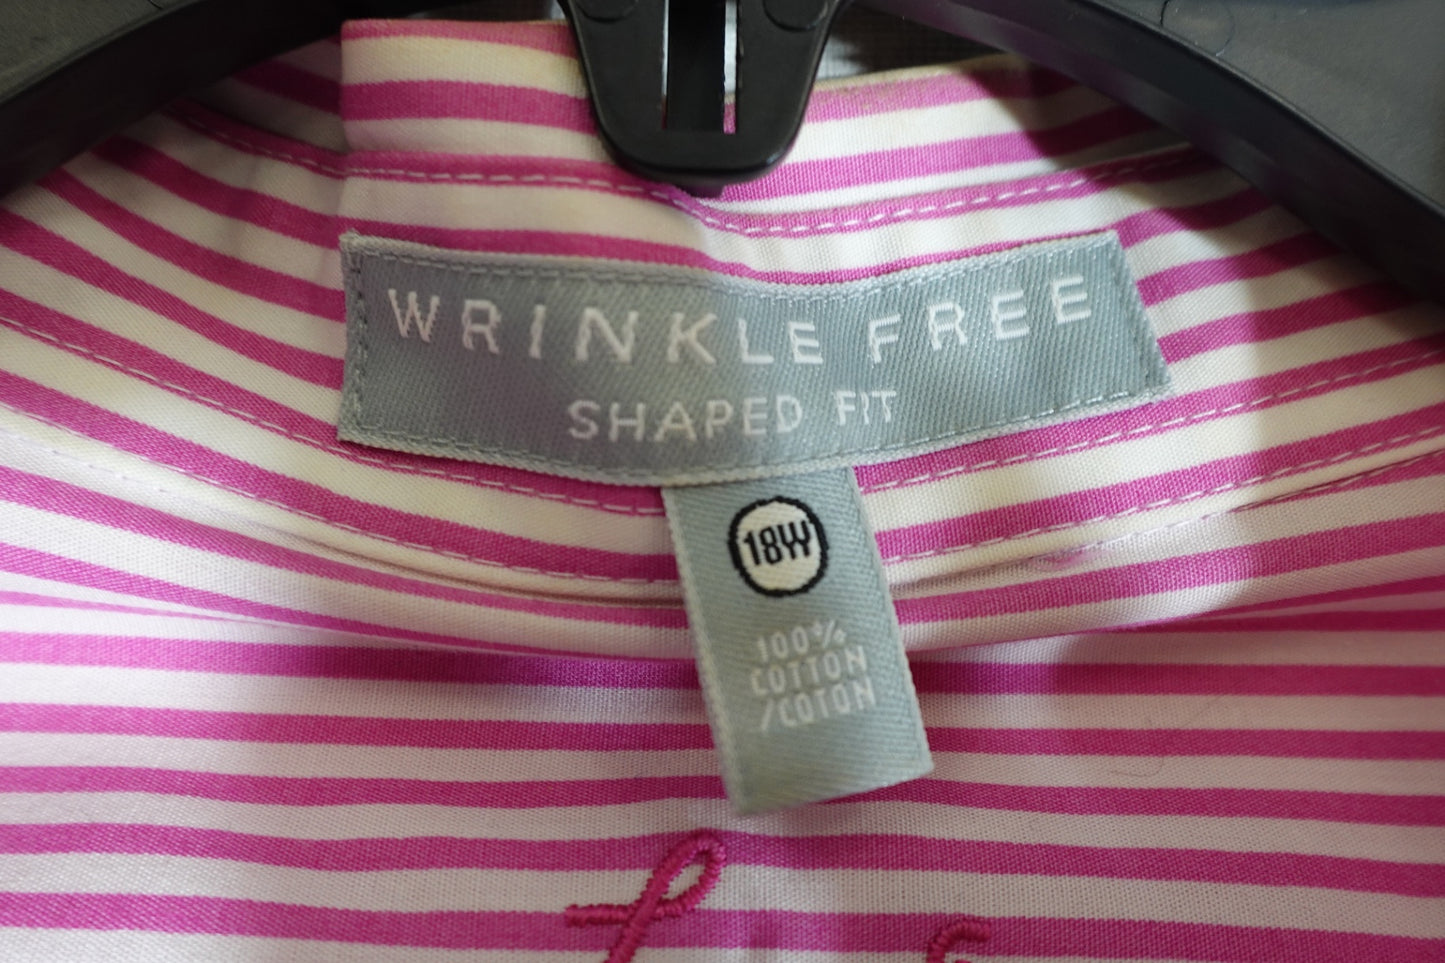 WRINKLE FREE
SHAPED FIT
18W
100%
COTTON
/COTON